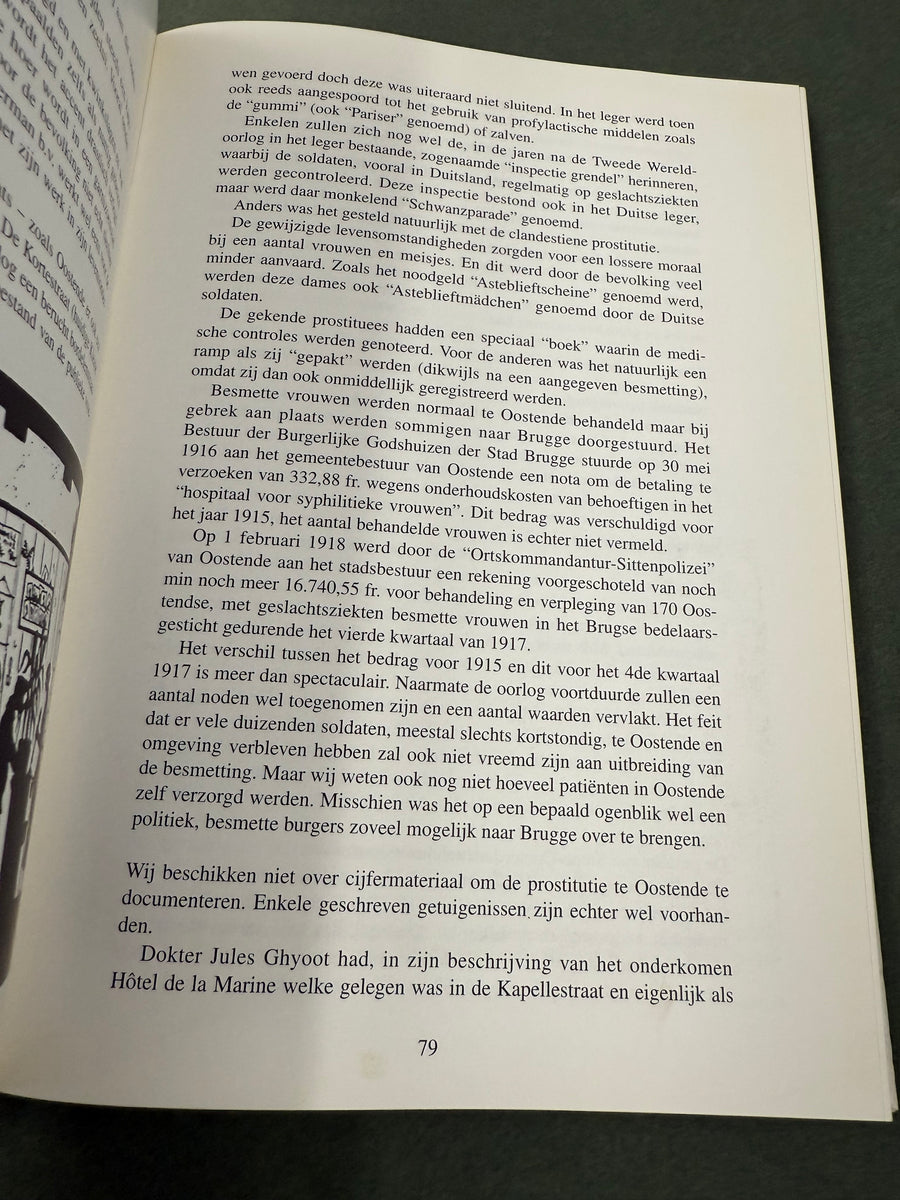 wen gevoerd doch deze was uiteraard niet sluitend. In het leger werd toen
ook reeds aangespoord tot het gebruik van profylactische middelen zoals
de “gummi” (ook “Pariser” genoemd) of zalven.
Enkelen zullen zich nog wel de, in de jaren na de Tweede Wereld-
oorlog in het leger bestaande, zogenaamde “inspectie grendel” herinneren,
waarbij de soldaten, vooral in Duitsland, regelmatig op geslachtsziekten
werden gecontroleerd. Deze inspectie bestond ook in het Duitse leger,
maar werd daar monkelend “Schwanzparade” genoemd.
Anders was het gesteld natuurlijk met de clandestiene prostitutie.
De gewijzigde levensomstandigheden zorgden voor een lossere moraal
bij een aantal vrouwen en meisjes. En dit werd door de bevolking veel
minder aanvaard. Zoals het noodgeld “Asteblieftscheine” genoemd werd,
werden deze dames ook “Asteblieftmädchen” genoemd door de Duitse
soldaten.
De gekende prostituees hadden een speciaal “boek” waarin de medi-
sche controles werden genoteerd. Voor de anderen was het natuurlijk een
ramp als zij “gepakt” werden (dikwijls na een aangegeven besmetting),
omdat zij dan ook onmiddellijk geregistreerd werden.
Besmette vrouwen werden normaal te Oostende behandeld maar bij
gebrek aan plaats werden sommigen naar Brugge doorgestuurd. Het
Bestuur der Burgerlijke Godshuizen der Stad Brugge stuurde op 30 mei
1916 aan het gemeentebestuur van Oostende een nota om de betaling te
verzoeken van 332,88 fr. wegens onderhoudskosten van behoeftigen in het
“hospitaal voor syphilitieke vrouwen”. Dit bedrag was verschuldigd voor
het jaar 1915, het aantal behandelde vrouwen is echter niet vermeld.
Op 1 februari 1918 werd door de “Ortskommandantur-Sittenpolizei”
van Oostende aan het stadsbestuur een rekening voorgeschoteld van noch
min noch meer 16.740,55 fr. voor behandeling en verpleging van 170 Oos-
tendse, met geslachtsziekten besmette vrouwen in het Brugse bedelaars-
gesticht gedurende het vierde kwartaal van 1917.
Het verschil tussen het bedrag voor 1915 en dit voor het 4de kwartaal
1917 is meer dan spectaculair. Naarmate de oorlog voortduurde zullen een
aantal noden wel toegenomen zijn en een aantal waarden vervlakt. Het feit
dat er vele duizenden soldaten, meestal slechts kortstondig, te Oostende en
omgeving verbleven hebben zal ook niet vreemd zijn aan uitbreiding van
de besmetting. Maar wij weten ook nog niet hoeveel patiënten in Oostende
zelf verzorgd werden. Misschien was het op een bepaald ogenblik wel een
politiek, besmette burgers zoveel mogelijk naar Brugge over te brengen.
Wij beschikken niet over cijfermateriaal om de prostitutie te Oostende te
documenteren. Enkele geschreven getuigenissen zijn echter wel voorhan-
den.
Dokter Jules Ghyoot had, in zijn beschrijving van het onderkomen
Hôtel de la Marine welke gelegen was in de Kapellestraat en eigenlijk als
79